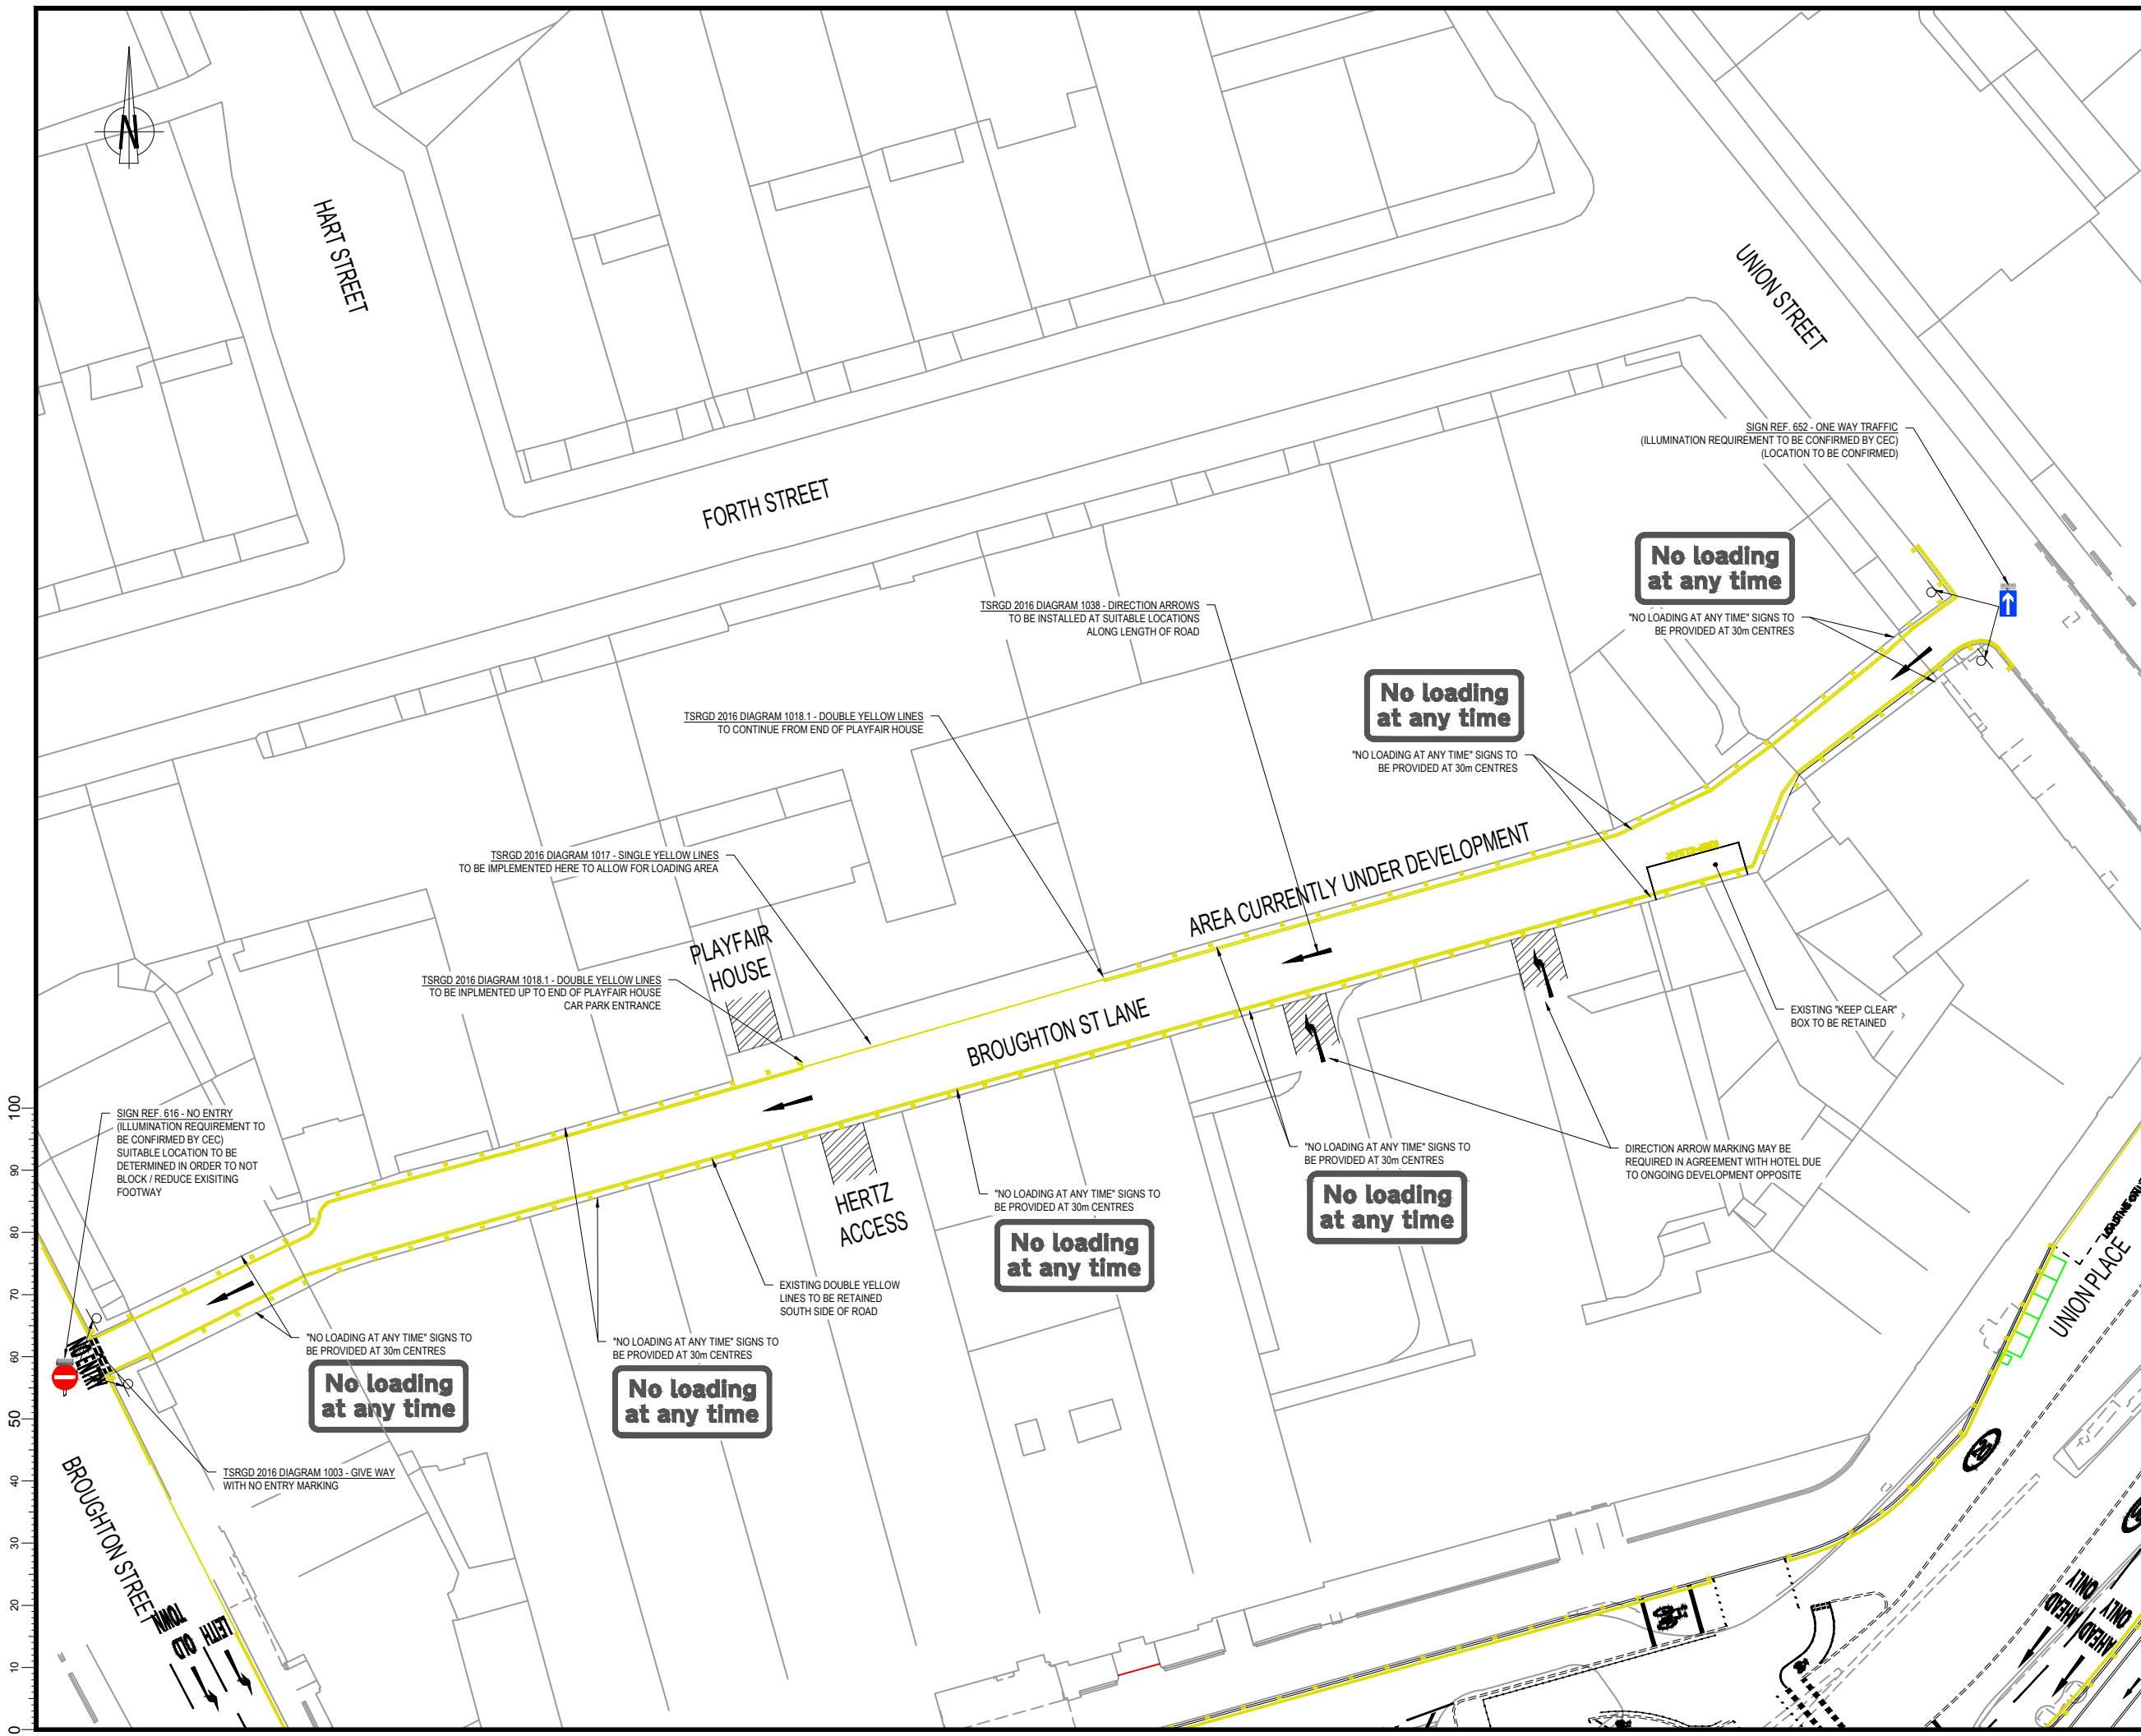 N
HART STREET
UNION STREET
FORTH STREET
SIGN REF. 652 - ONE WAY TRAFFIC
(ILLUMINATION REQUIREMENT TO BE CONFIRMED BY CEC)
(LOCATION TO BE CONFIRMED)
No loading
at any time
"NO LOADING AT ANY TIME" SIGNS TO
BE PROVIDED AT 30m CENTRES
TSRGD 2016 DIAGRAM 1038 - DIRECTION ARROWS
TO BE INSTALLED AT SUITABLE LOCATIONS
ALONG LENGTH OF ROAD
No loading
at any time
"NO LOADING AT ANY TIME" SIGNS TO
BE PROVIDED AT 30m CENTRES
TSRGD 2016 DIAGRAM 1018.1 - DOUBLE YELLOW LINES
TO CONTINUE FROM END OF PLAYFAIR HOUSE
TSRGD 2016 DIAGRAM 1017 - SINGLE YELLOW LINES
TO BE IMPLEMENTED HERE TO ALLOW FOR LOADING AREA
AREA CURRENTLY UNDER DEVELOPMENT
KEEP CLEAR
PLAYFAIR
HOUSE
TSRGD 2016 DIAGRAM 1018.1 - DOUBLE YELLOW LINES
TO BE INPLMENTED UP TO END OF PLAYFAIR HOUSE
CAR PARK ENTRANCE
BROUGHTON ST LANE
EXISTING "KEEP CLEAR"
BOX TO BE RETAINED
SIGN REF. 616 - NO ENTRY
(ILLUMINATION REQUIREMENT TO
BE CONFIRMED BY CEC)
SUITABLE LOCATION TO BE
DETERMINED IN ORDER TO NOT
BLOCK / REDUCE EXISITING
FOOTWAY
DIRECTION ARROW MARKING MAY BE
REQUIRED IN AGREEMENT WITH HOTEL DUE
TO ONGOING DEVELOPMENT OPPOSITE
"NO LOADING AT ANY TIME" SIGNS TO
BE PROVIDED AT 30m CENTRES
No loading
at any time
HERTZ
ACCESS
"NO LOADING AT ANY TIME" SIGNS TO
BE PROVIDED AT 30m CENTRES
No loading
at any time
EXISTING DOUBLE YELLOW
LINES TO BE RETAINED
SOUTH SIDE OF ROAD
UNION PLACE
NO ENTRY
"NO LOADING AT ANY TIME" SIGNS TO
BE PROVIDED AT 30m CENTRES
No loading
at any time
"NO LOADING AT ANY TIME" SIGNS TO
BE PROVIDED AT 30m CENTRES
No loading
at any time
TSRGD 2016 DIAGRAM 1003 - GIVE WAY
WITH NO ENTRY MARKING
BROUGHTON STREET
20
OLD TOWN
LEITH
AHEAD ONLY
AHEAD ONLY
100
90
80
70
60
50
40
30
20
10
0